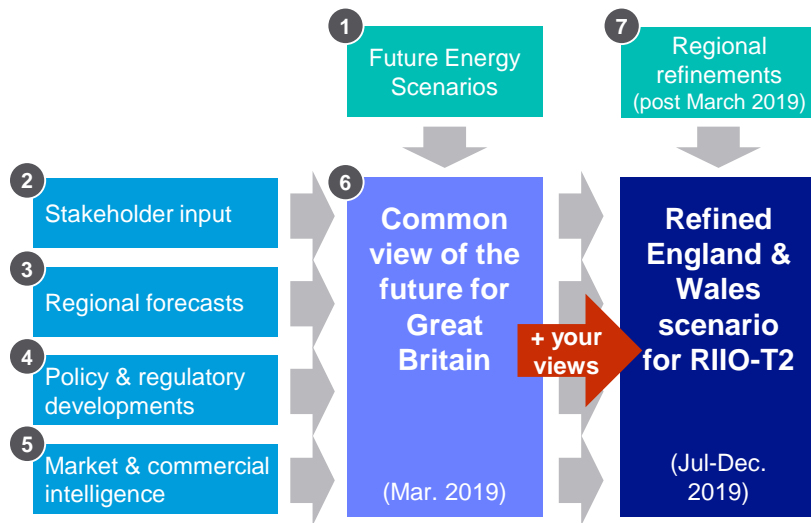 1
Future Energy
Scenarios
7
Regional
refinements
(post March 2019)
2
Stakeholder input
3
Regional forecasts
4
Policy & regulatory
developments
5
Market & commercial
intelligence
6
Common
view of the
future for
Great
Britain
(Mar. 2019)
+ your
views
Refined
England &
Wales
scenario
for RIIO-T2
(Jul-Dec.
2019)